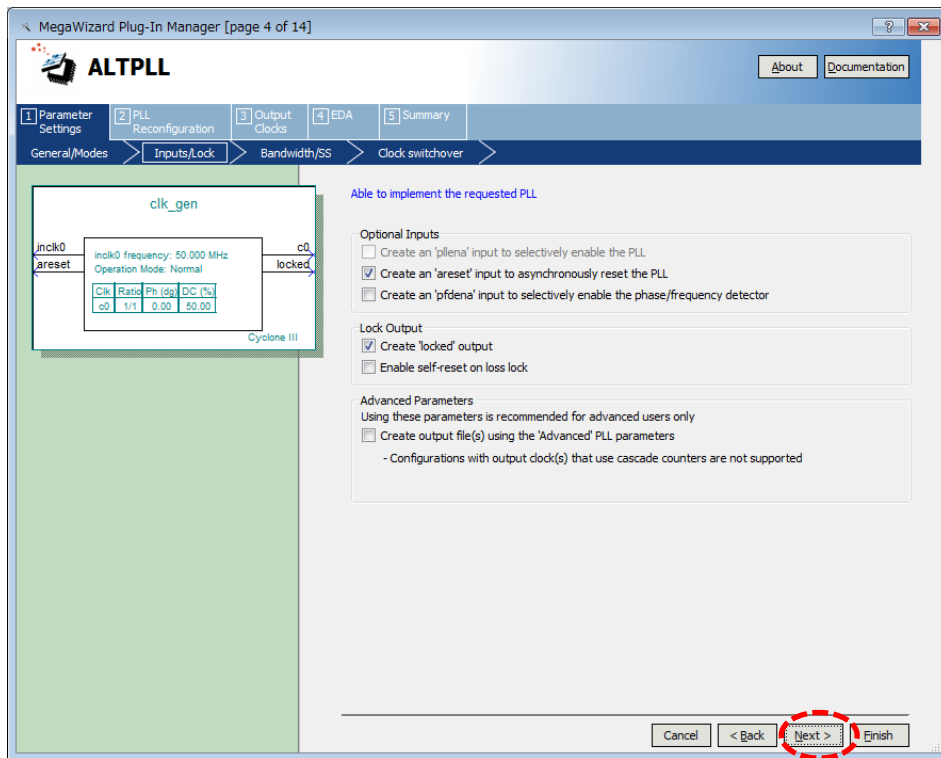 MegaWizard Plug-In Manager [page 4 of 14]
ALTPLL
About
Documentation
1 Parameter Settings
2 PLL Reconfiguration
3 Output Clocks
4 EDA
5 Summary
General/Modes
Inputs/Lock
Bandwidth/SS
Clock switchover
clk_gen
inclk0
areset
inclk0 frequency: 50.000 MHz
Operation Mode: Normal
Clk Ratio Ph (dg) DC (%)
c0 1/1 0.00 50.00
c0
locked
Cyclone III
Able to implement the requested PLL
Optional Inputs
Create an 'pllena' input to selectively enable the PLL
Create an 'areset' input to asynchronously reset the PLL
Create an 'pfdena' input to selectively enable the phase/frequency detector
Lock Output
Create 'locked' output
Enable self-reset on loss lock
Advanced Parameters
Using these parameters is recommended for advanced users only
Create output file(s) using the 'Advanced' PLL parameters
- Configurations with output clock(s) that use cascade counters are not supported
Cancel
< Back
Next >
Finish